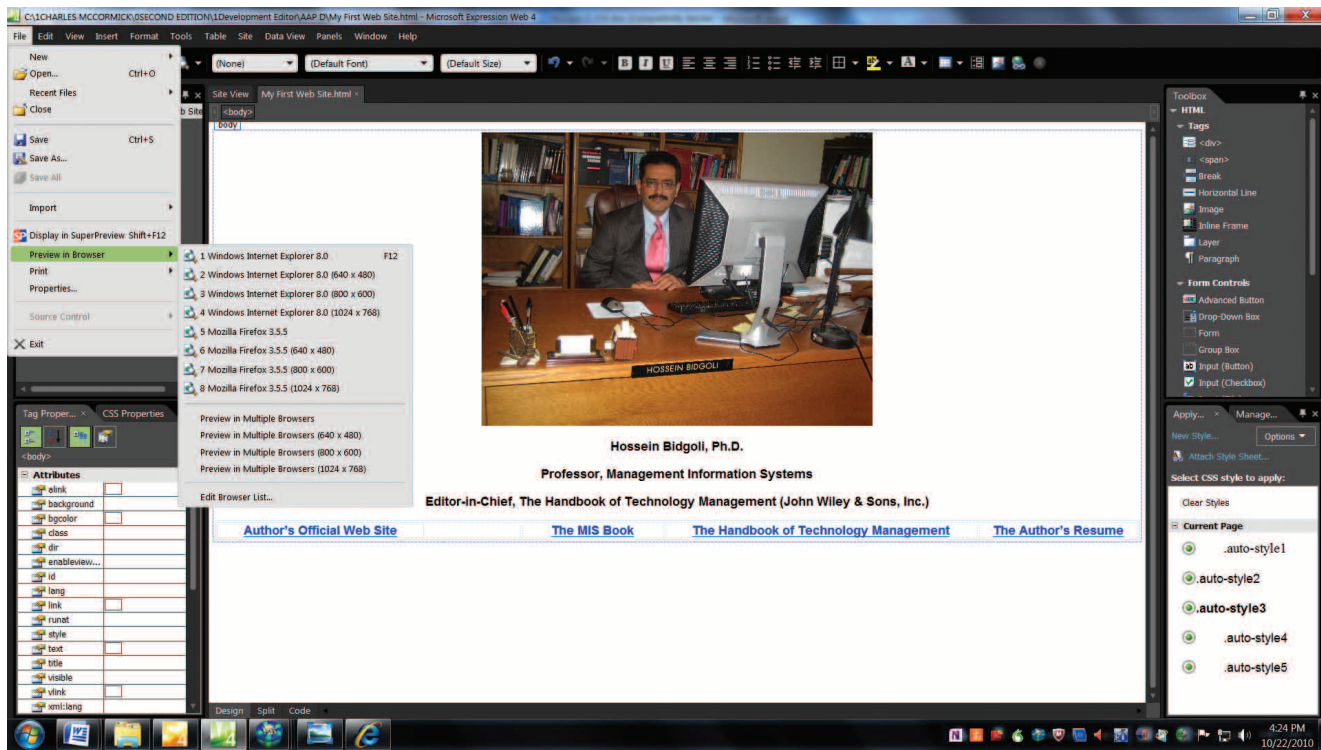 C:\1CHARLES MCCORMICK\0SECOND EDITION\1Development Editor\AAP D\My First Web Site.html - Microsoft Expression Web 4
File Edit View Insert Format Tools Table Site Data View Panels Window Help
(None) (Default Font) (Default Size) B I U A
New
Open... Ctrl+O
Recent Files
Close
Save Ctrl+S
Save As...
Save All
Import
Display in SuperPreview Shift+F12
Preview in Browser
Print
Properties...
Source Control
Exit
1 Windows Internet Explorer 8.0 F12
2 Windows Internet Explorer 8.0 (640 x 480)
3 Windows Internet Explorer 8.0 (800 x 600)
4 Windows Internet Explorer 8.0 (1024 x 768)
5 Mozilla Firefox 3.5.5
6 Mozilla Firefox 3.5.5 (640 x 480)
7 Mozilla Firefox 3.5.5 (800 x 600)
8 Mozilla Firefox 3.5.5 (1024 x 768)
Preview in Multiple Browsers
Preview in Multiple Browsers (640 x 480)
Preview in Multiple Browsers (800 x 600)
Preview in Multiple Browsers (1024 x 768)
Edit Browser List...
b Site
Site View My First Web Site.html
<body>
body
HOSSEIN BIDGOLI
Hossein Bidgoli, Ph.D.
Professor, Management Information Systems
Editor-in-Chief, The Handbook of Technology Management (John Wiley & Sons, Inc.)
Author's Official Web Site The MIS Book The Handbook of Technology Management The Author's Resume
Tag Proper... CSS Properties
<body>
Attributes
alink
background
bgcolor
class
dir
enableview...
id
lang
link
runat
style
text
title
visible
vlink
xml:lang
Design Split Code
Toolbox
HTML
Tags
<div>
<span>
Break
Horizontal Line
Image
Inline Frame
Layer
Paragraph
Form Controls
Advanced Button
Drop-Down Box
Form
Group Box
Input (Button)
Input (Checkbox)
Apply... Manage...
New Style... Options
Attach Style Sheet...
Select CSS style to apply:
Clear Styles
Current Page
.auto-style1
.auto-style2
.auto-style3
.auto-style4
.auto-style5
4:24 PM
10/22/2010